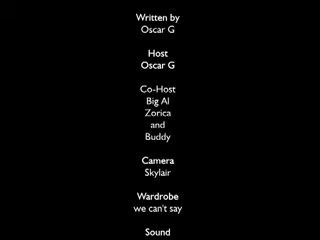 Written by
Oscar G
Host
Oscar G
Co-Host
Big Al
Zorica
and
Buddy
Camera
Skylair
Wardrobe
we can't say
Sound